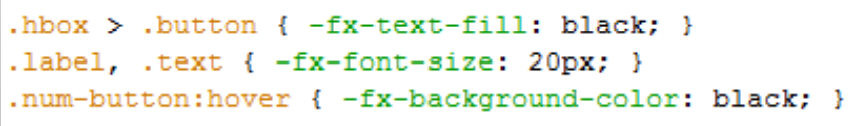 .hbox > .button { -fx-text-fill: black; }
.label, .text { -fx-font-size: 20px; }
.num-button:hover { -fx-background-color: black; }